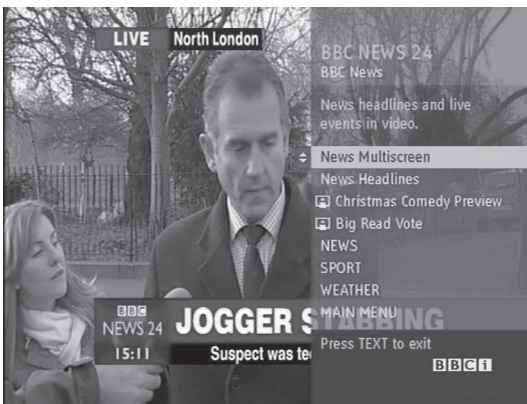 LIVE North London
BBC NEWS 24
BBC News
News headlines and live
events in video.
News Multiscreen
News Headlines
Christmas Comedy Preview
Big Read Vote
NEWS
SPORT
WEATHER
MAIN MENU
Press TEXT to exit
BBCi
BBC
NEWS 24
JOGGER STABBING
15:11
Suspect was